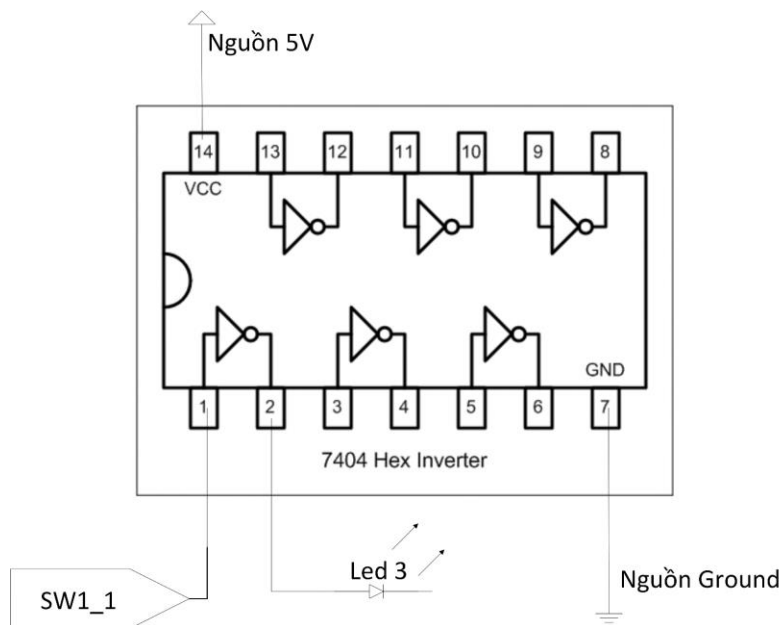 Nguồn 5V
14 13 12 11 10 9 8
VCC
GND
1 2 3 4 5 6 7
7404 Hex Inverter
Led 3
SW1_1
Nguồn Ground